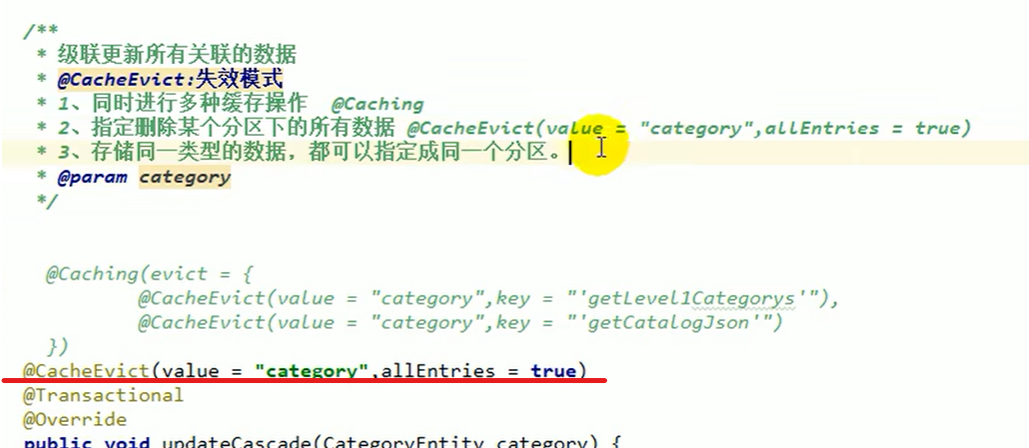 /**
* 级联更新所有关联的数据
* @CacheEvict:失效模式
* 1、同时进行多种缓存操作 @Caching
* 2、指定删除某个分区下的所有数据 @CacheEvict(value = "category",allEntries = true)
* 3、存储同一类型的数据，都可以指定成同一个分区。
* @param category
*/
@Caching(evict = {
@CacheEvict(value = "category",key = "'getLevel1Categorys'"),
@CacheEvict(value = "category",key = "'getCatalogJson'")
})
@CacheEvict(value = "category",allEntries = true)
@Transactional
@Override
public void updateCascade(CategoryEntity category) {